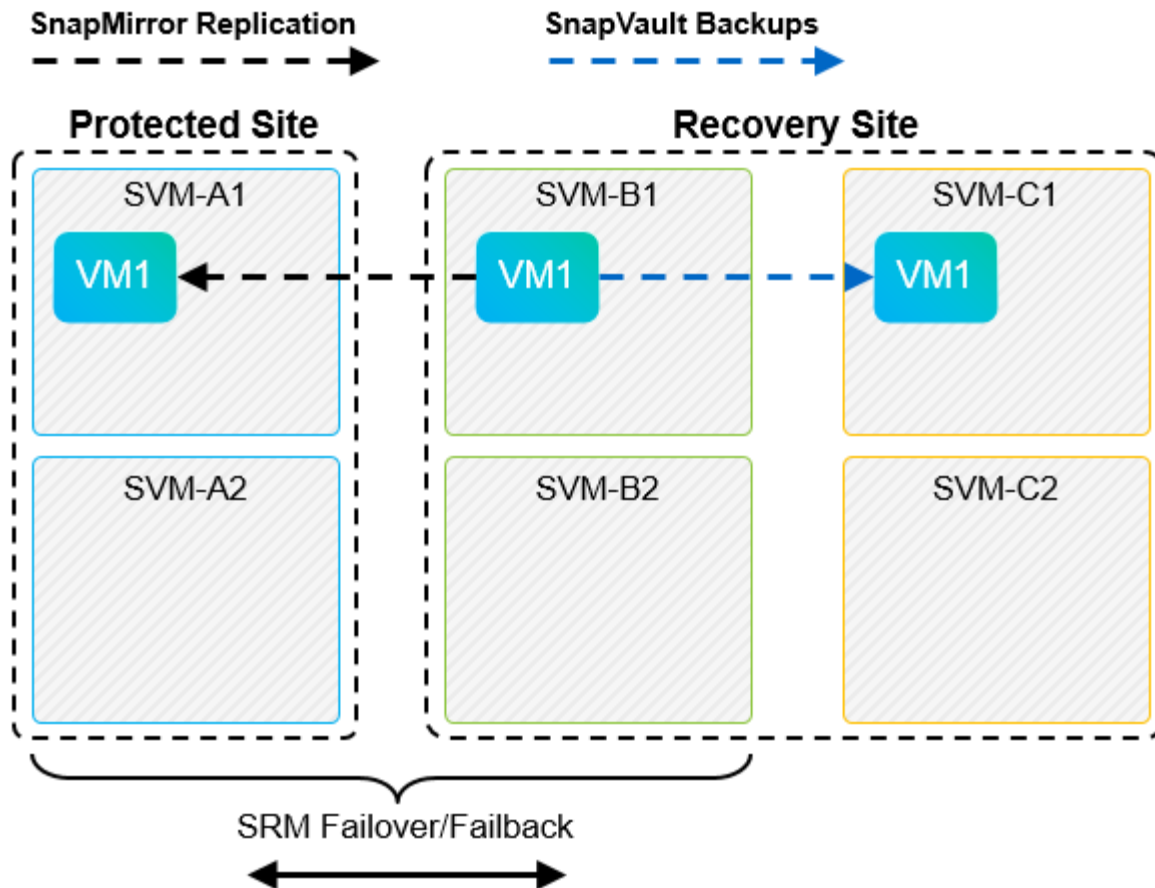 SnapMirror Replication
SnapVault Backups
Protected Site
Recovery Site
SVM-A1
SVM-B1
SVM-C1
VM1
VM1
VM1
SVM-A2
SVM-B2
SVM-C2
SRM Failover/Failback